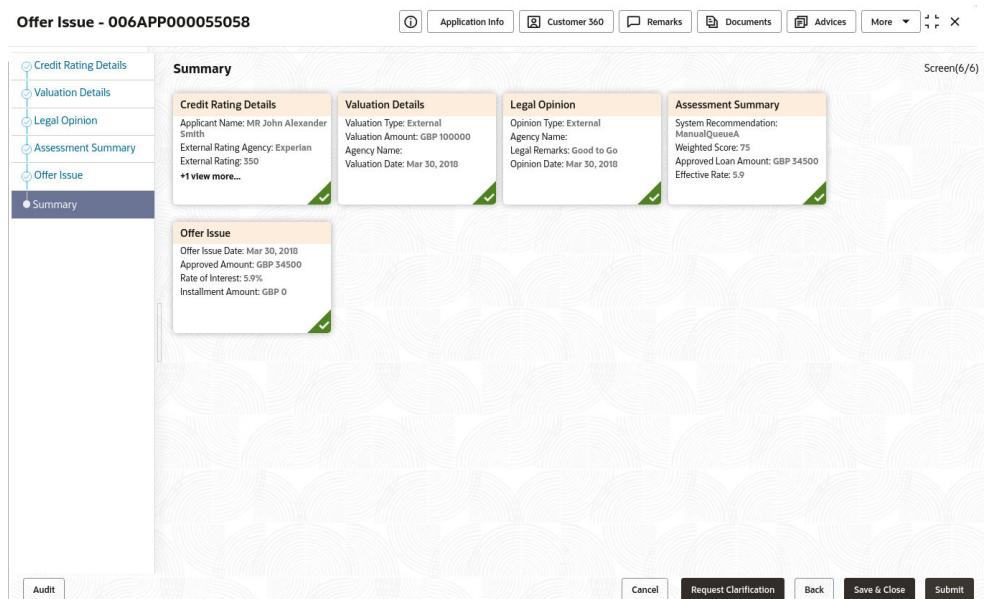 Offer Issue - 006APP000055058
Application Info
Customer 360
Remarks
Documents
Advices
More
Credit Rating Details
Valuation Details
Legal Opinion
Assessment Summary
Offer Issue
Summary
Summary
Screen(6/6)
Credit Rating Details
Applicant Name: MR John Alexander
Smith
External Rating Agency: Experian
External Rating: 350
+1 view more...
Valuation Details
Valuation Type: External
Valuation Amount: GBP 100000
Agency Name:
Valuation Date: Mar 30, 2018
Legal Opinion
Opinion Type: External
Agency Name:
Legal Remarks: Good to Go
Opinion Date: Mar 30, 2018
Assessment Summary
System Recommendation:
ManualQueueA
Weighted Score: 75
Approved Loan Amount: GBP 34500
Effective Rate: 5.9
Offer Issue
Offer Issue Date: Mar 30, 2018
Approved Amount: GBP 34500
Rate of Interest: 5.9%
Installment Amount: GBP 0
Audit
Cancel
Request Clarification
Back
Save & Close
Submit